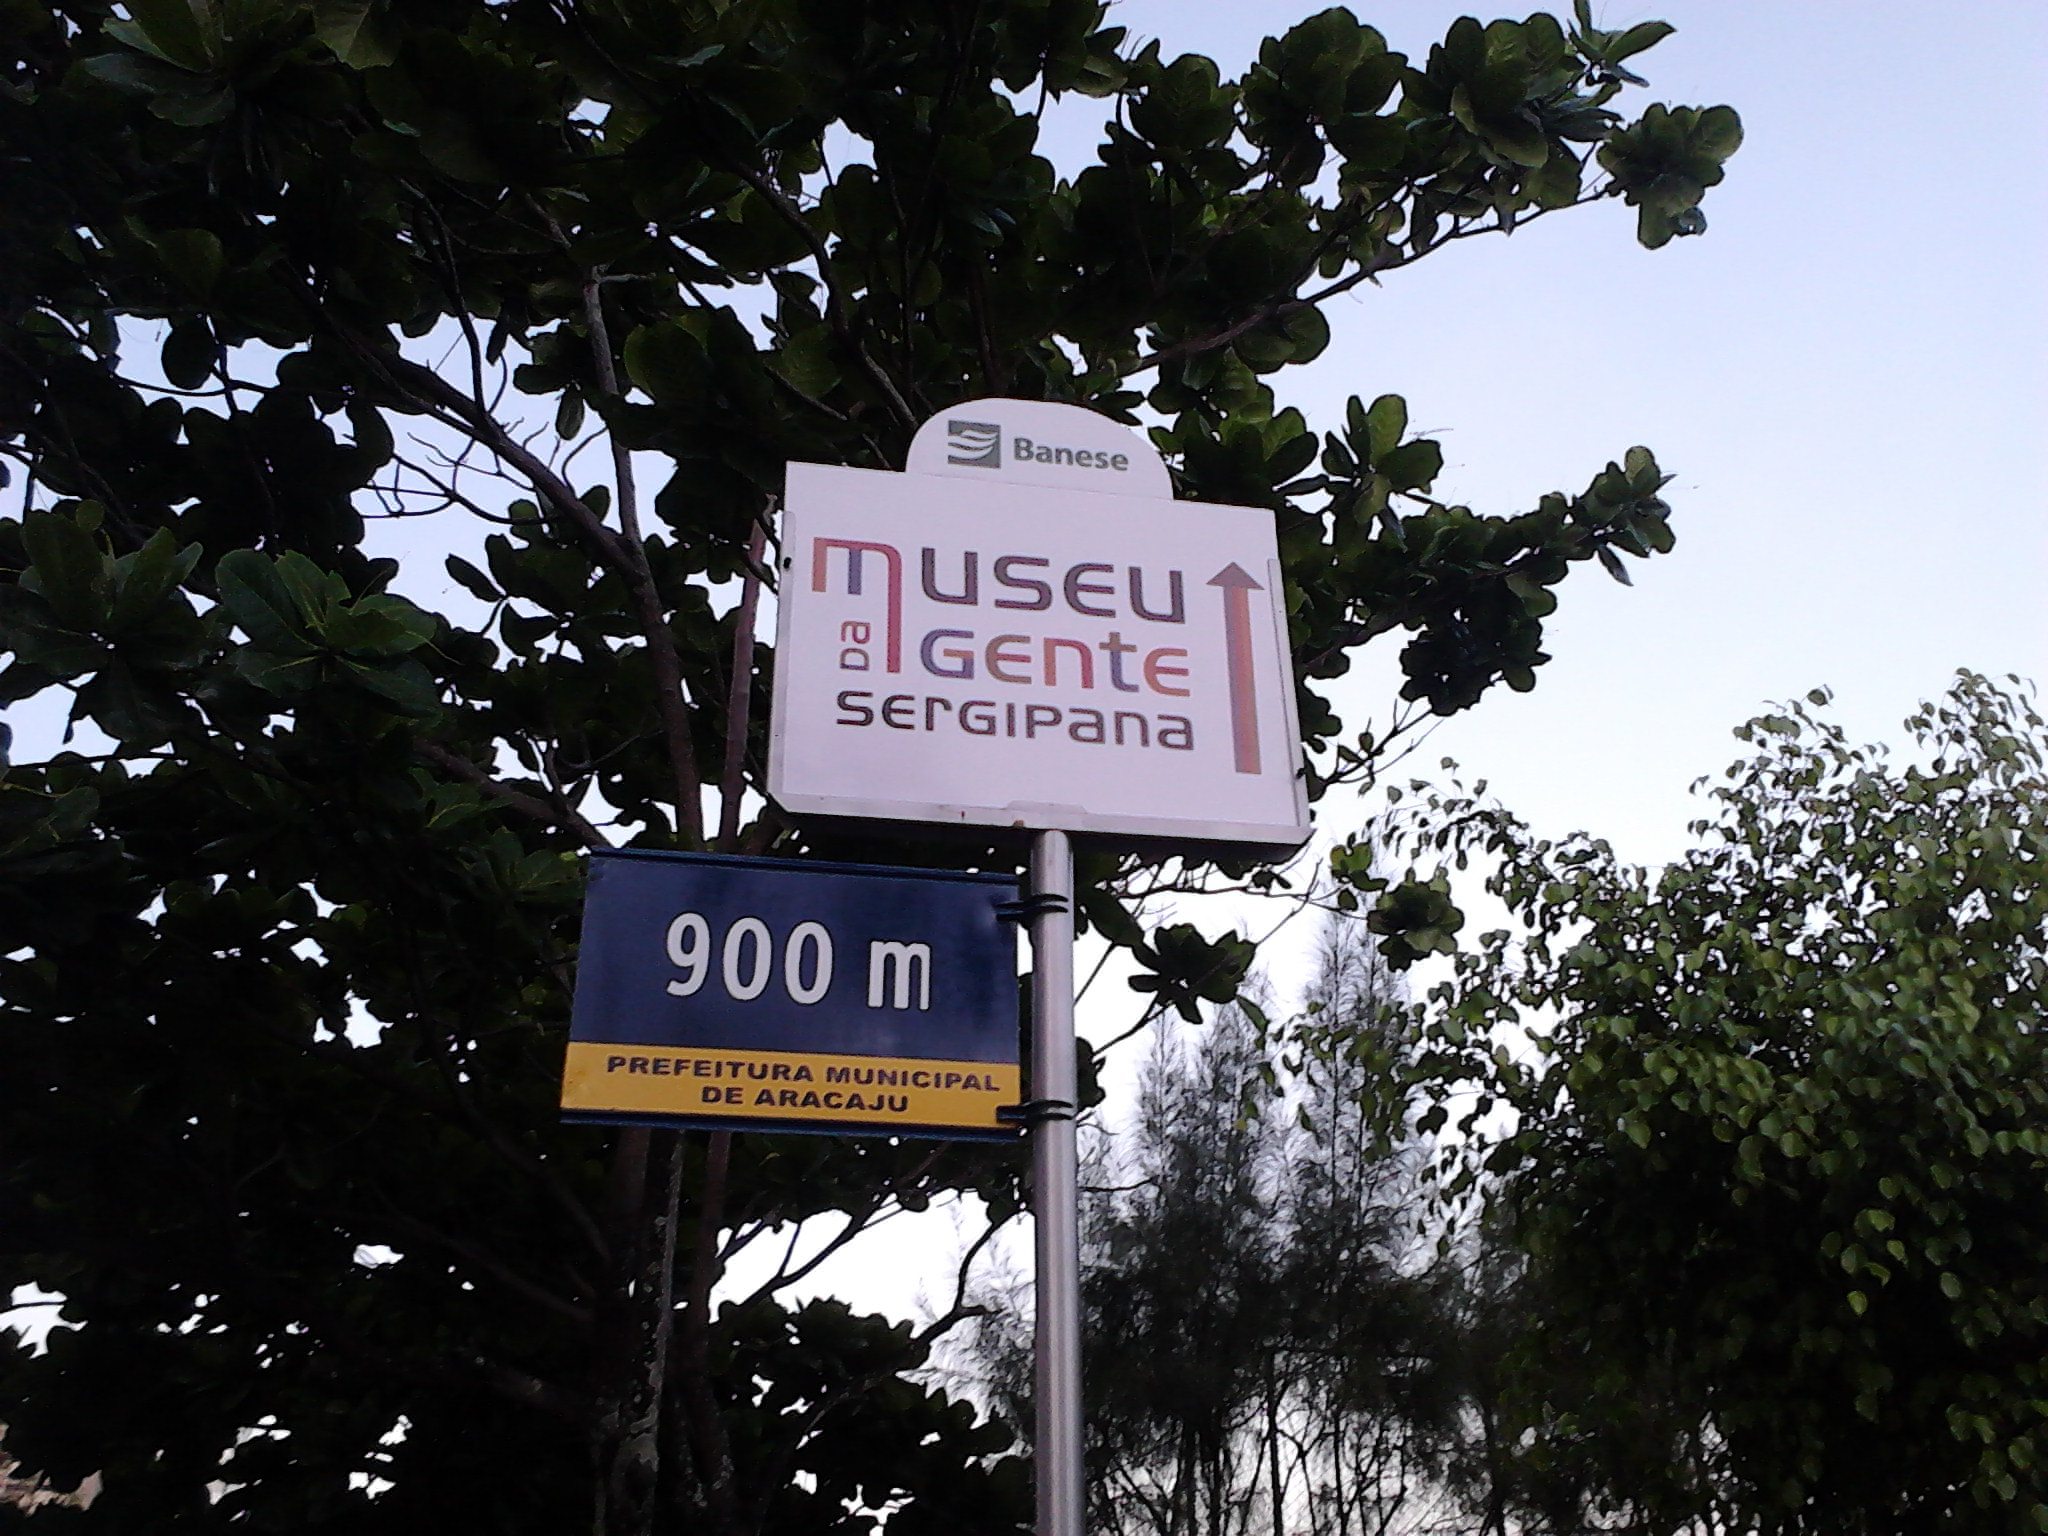 Banese
museu
da gente
sergipana
900 m
PREFEITURA MUNICIPAL
DE ARACAJU